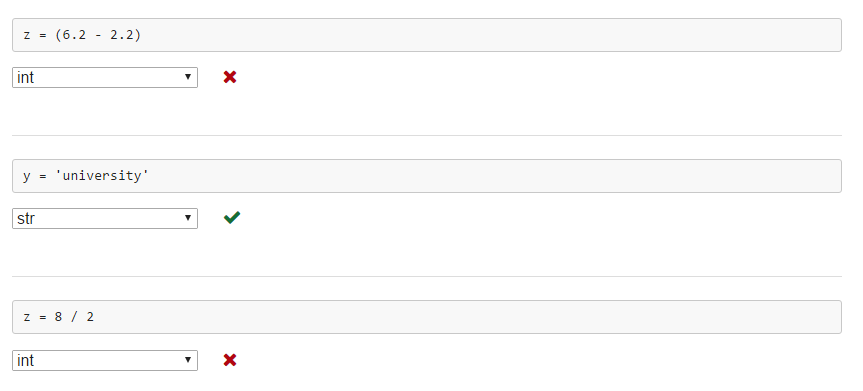 z = (6.2 - 2.2)
int
y = 'university'
str
z = 8 / 2
int